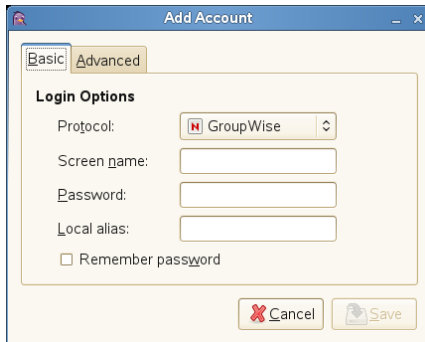 Add Account
Basic Advanced
Login Options
Protocol: N GroupWise
Screen name:
Password:
Local alias:
Remember password
Cancel Save